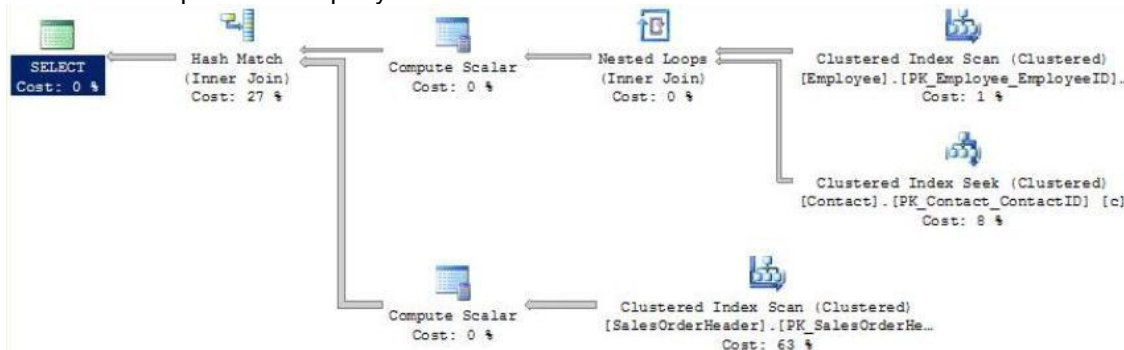 SELECT
Cost: 0 %
Hash Match
(Inner Join)
Cost: 27 %
Compute Scalar
Cost: 0 %
Nested Loops
(Inner Join)
Cost: 0 %
Clustered Index Scan (Clustered)
[Employee].[PK_Employee_EmployeeID]…
Cost: 1 %
Clustered Index Seek (Clustered)
[Contact].[PK_Contact_ContactID] [c]
Cost: 8 %
Compute Scalar
Cost: 0 %
Clustered Index Scan (Clustered)
[SalesOrderHeader].[PK_SalesOrderHe…
Cost: 63 %